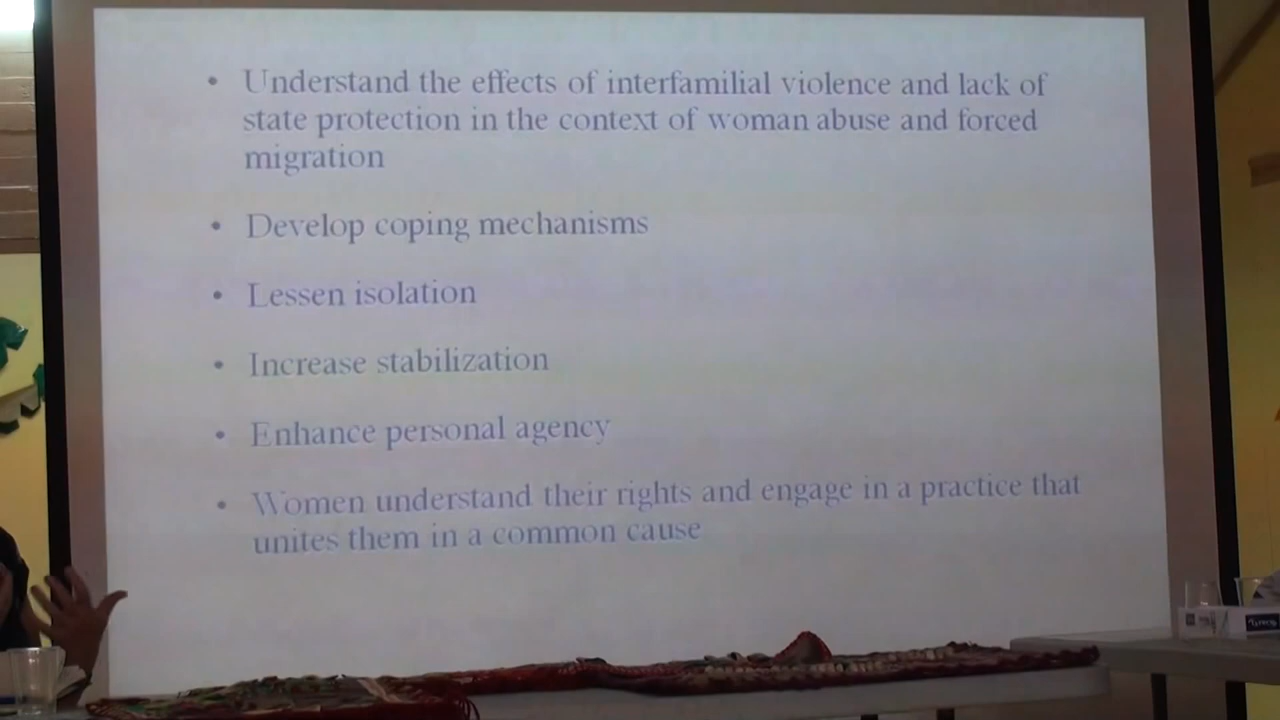 • Understand the effects of interfamilial violence and lack of
state protection in the context of woman abuse and forced
migration
• Develop coping mechanisms
• Lessen isolation
• Increase stabilization
• Enhance personal agency
• Women understand their rights and engage in a practice that
unites them in a common cause